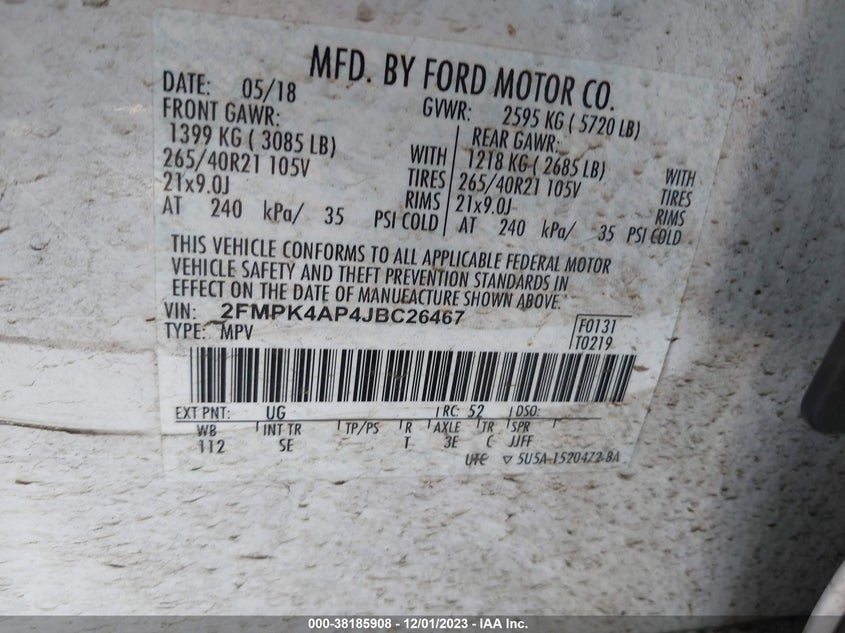 MFD. BY FORD MOTOR CO.
DATE: 05/18
GVWR: 2595 KG ( 5720 LB)
FRONT GAWR:
1399 KG ( 3085 LB)
WITH
265/40R21 105V
TIRES
21x9.0J
RIMS
AT 240 kPa/ 35 PSI COLD
REAR GAWR:
1218 KG (2685 LB)
WITH
265/40R21 105V
TIRES
21x9.0J
RIMS
AT 240 kPa/ 35 PSI COLD
THIS VEHICLE CONFORMS TO ALL APPLICABLE FEDERAL MOTOR
VEHICLE SAFETY AND THEFT PREVENTION STANDARDS IN
EFFECT ON THE DATE OF MANUFACTURE SHOWN ABOVE.
VIN: 2FMPK4AP4JBC26467
TYPE: MPV
F0131
T0219
EXT PNT: UG RC: 52 DSO:
WB INT TR TP/PS R AXLE TR SPR
112 SE T 3E C JJFF
UTC ▽ 5U5A-1520472-BA
000-38185908 - 12/01/2023 - IAA Inc.